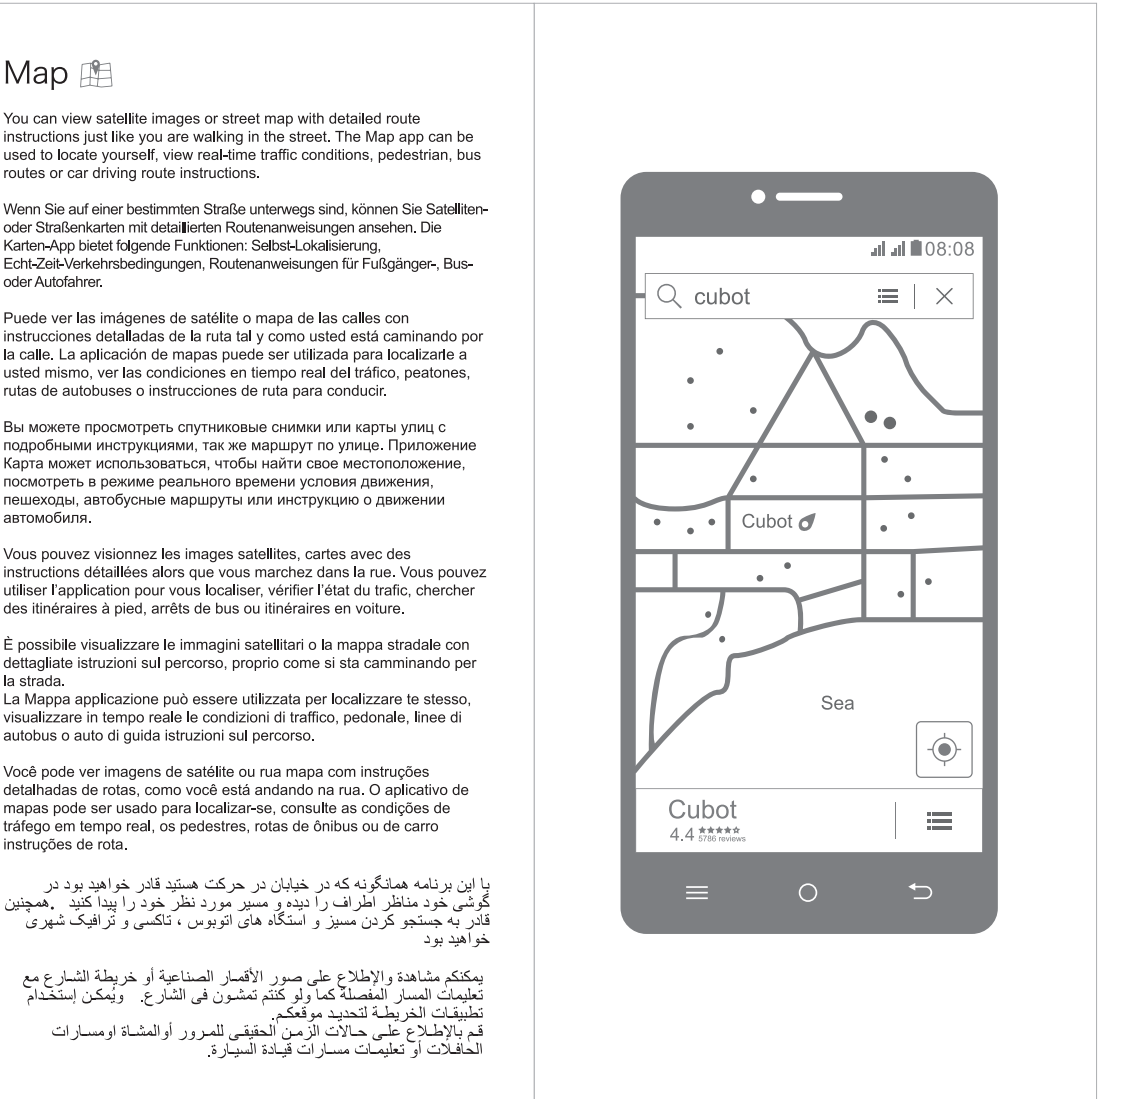 Map
You can view satellite images or street map with detailed route
instructions just like you are walking in the street. The Map app can be
used to locate yourself, view real-time traffic conditions, pedestrian, bus
routes or car driving route instructions.
Wenn Sie auf einer bestimmten Straße unterwegs sind, können Sie Satelliten-
oder Straßenkarten mit detaillierten Routenanweisungen ansehen. Die
Karten-App bietet folgende Funktionen: Selbst-Lokalisierung,
Echt-Zeit-Verkehrsbedingungen, Routenanweisungen für Fußgänger-, Bus-
oder Autofahrer.
Puede ver las imágenes de satélite o mapa de las calles con
instrucciones detalladas de la ruta tal y como usted está caminando por
la calle. La aplicación de mapas puede ser utilizada para localizarle a
usted mismo, ver las condiciones en tiempo real del tráfico, peatones,
rutas de autobuses o instrucciones de ruta para conducir.
Вы можете просмотреть спутниковые снимки или карты улиц с
подробными инструкциями, так же маршрут по улице. Приложение
Карта может использоваться, чтобы найти свое местоположение,
посмотреть в режиме реального времени условия движения,
пешеходы, автобусные маршруты или инструкцию о движении
автомобиля.
Vous pouvez visionnez les images satellites, cartes avec des
instructions détaillées alors que vous marchez dans la rue. Vous pouvez
utiliser l'application pour vous localiser, vérifier l'état du trafic, chercher
des itinéraires à pied, arrêts de bus ou itinéraires en voiture.
È possibile visualizzare le immagini satellitari o la mappa stradale con
dettagliate istruzioni sul percorso, proprio come si sta camminando per
la strada.
La Mappa applicazione può essere utilizzata per localizzare te stesso,
visualizzare in tempo reale le condizioni di traffico, pedonale, linee di
autobus o auto di guida istruzioni sul percorso.
Você pode ver imagens de satélite ou rua mapa com instruções
detalhadas de rotas, como você está andando na rua. O aplicativo de
mapas pode ser usado para localizar-se, consulte as condições de
tráfego em tempo real, os pedestres, rotas de ônibus ou de carro
instruções de rota.
با این برنامه همانگونه که در خیابان در حرکت هستید قادر خواهید بود در
گوشی خود مناظر اطراف را دیده و مسیر مورد نظر خود را پیدا کنید .همچنین
قادر به جستجو کردن مسیز و استگاه های اتوبوس ، تاکسی و ترافیک شهری
خواهید بود
يمكنكم مشاهدة والإطلاع على صور الأقمار الصناعية أو خريطة الشارع مع
تعليمات المسار المفصلة كما ولو كنتم تمشون فى الشارع. ويُمكن إستخدام
تطبيقات الخريطة لتحديد موقعكم.
قم بالإطلاع على حالات الزمن الحقيقى للمرور أوالمشاة اومسارات
الحافلات أو تعليمات مسارات قيادة السيارة.
08:08
cubot
Cubot
Sea
Cubot
4.4 5786 reviews